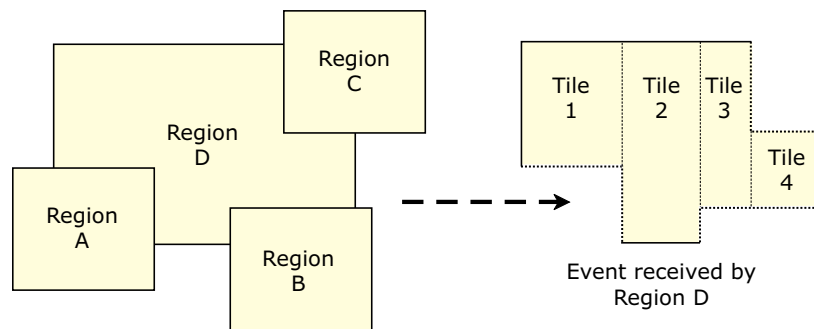 Region
C
Region
D
Region
A
Region
B
Tile
1
Tile
2
Tile
3
Tile
4
Event received by
Region D